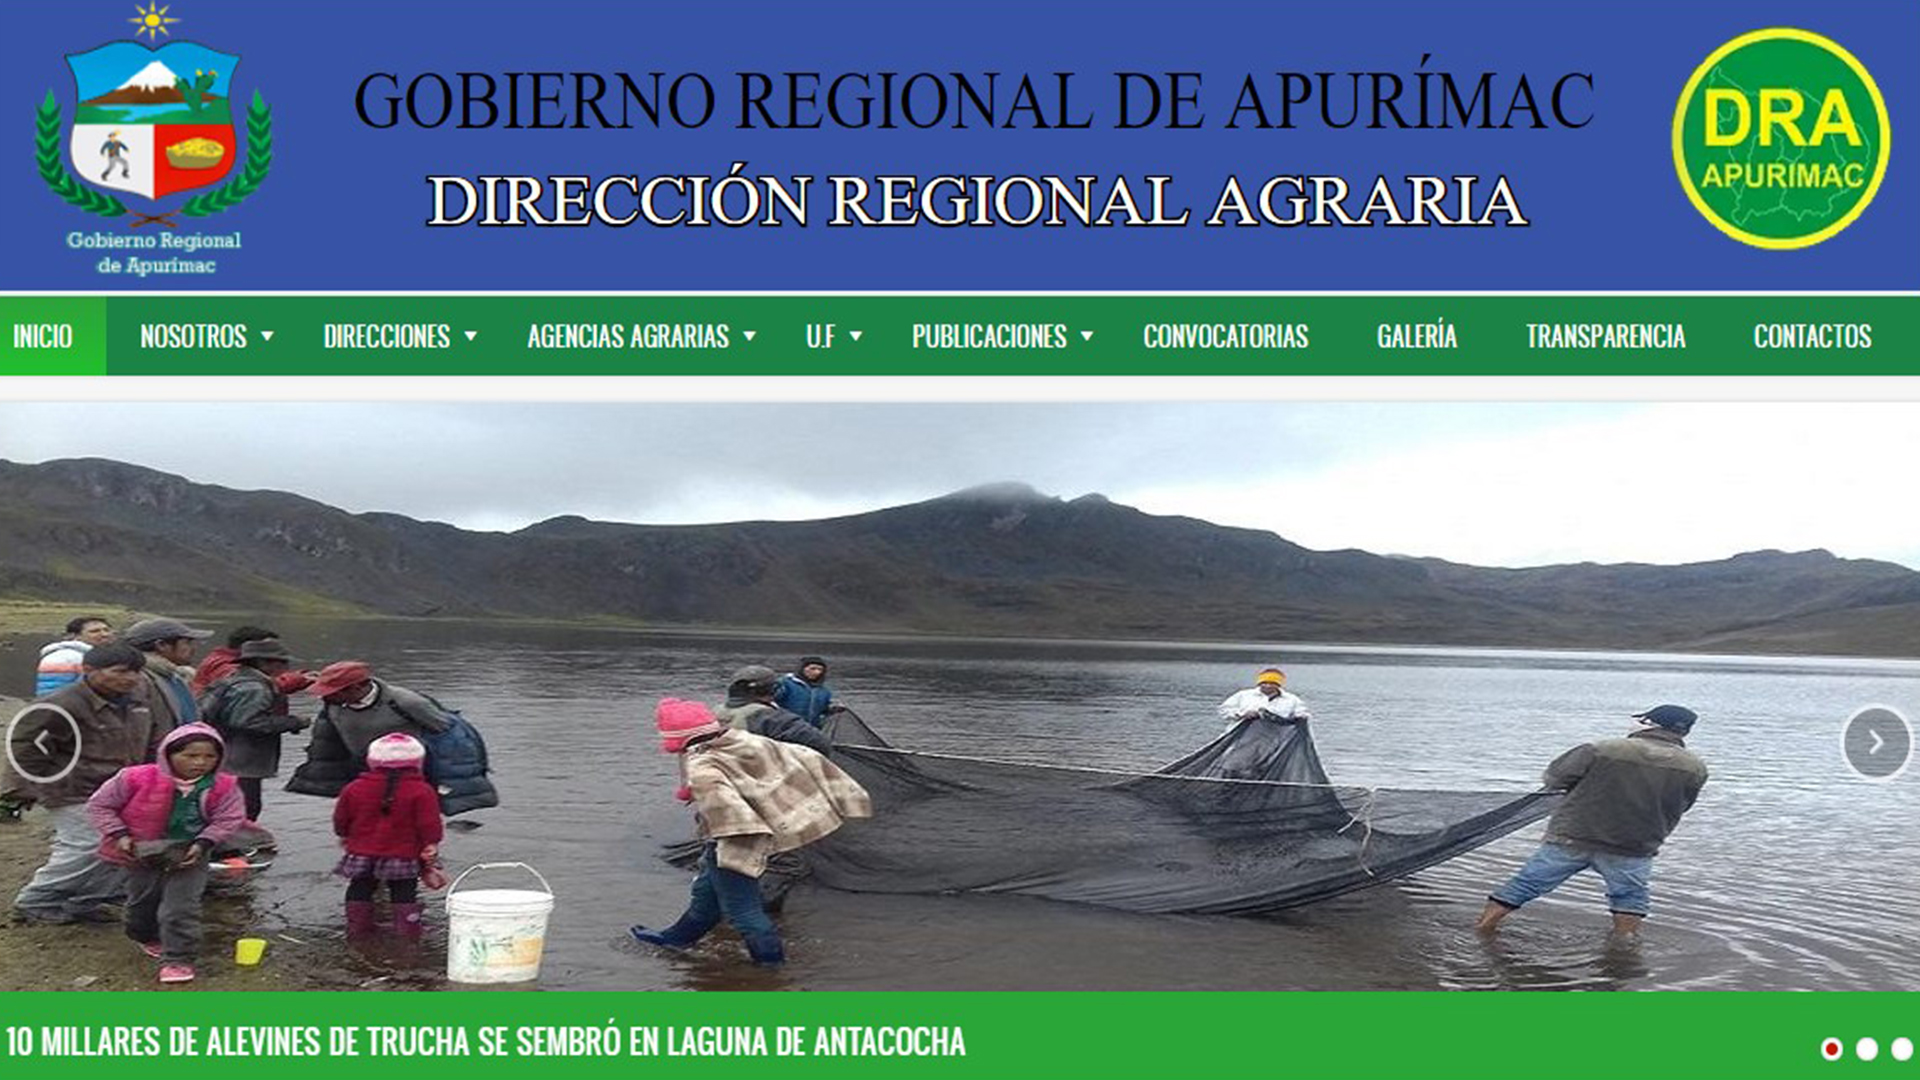 GOBIERNO REGIONAL DE APURÍMAC
DIRECCIÓN REGIONAL AGRARIA
Gobierno Regional
de Apurímac
DRA
APURIMAC
INICIO NOSOTROS DIRECCIONES AGENCIAS AGRARIAS U.F PUBLICACIONES CONVOCATORIAS GALERÍA TRANSPARENCIA CONTACTOS
10 MILLARES DE ALEVINES DE TRUCHA SE SEMBRÓ EN LAGUNA DE ANTACOCHA